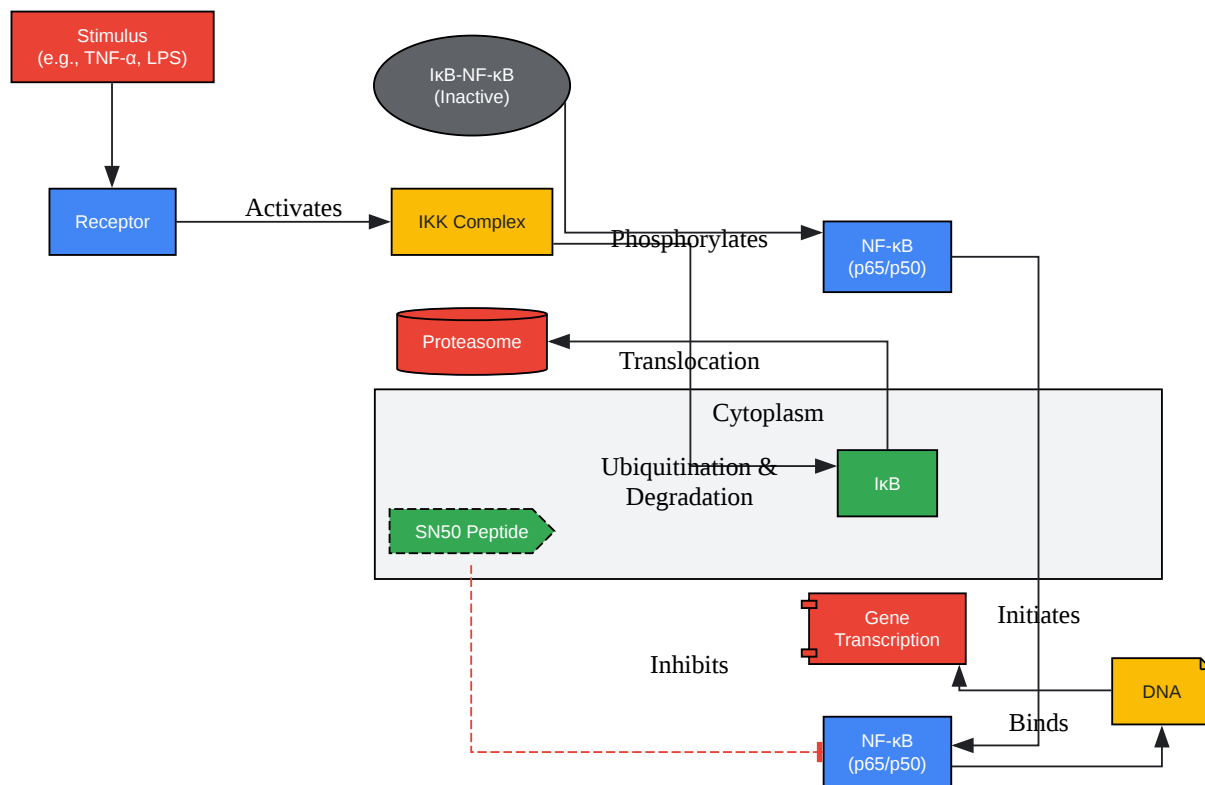 Stimulus
(e.g., TNF-α, LPS)
IκB-NF-κB
(Inactive)
Receptor
Activates
IKK Complex
Phosphorylates
NF-κB
(p65/p50)
Proteasome
Translocation
Cytoplasm
Ubiquitination &
Degradation
IκB
SN50 Peptide
Gene
Transcription
Initiates
Inhibits
DNA
Binds
NF-κB
(p65/p50)